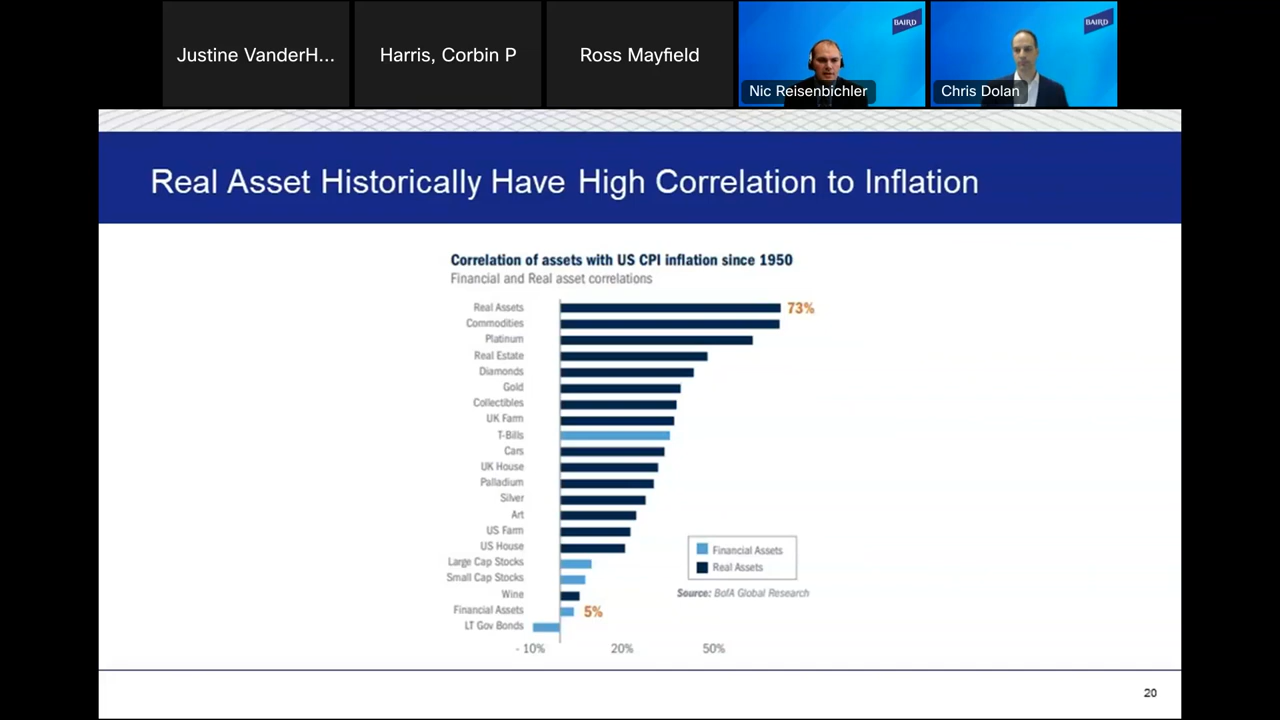 Justine VanderH...
Harris, Corbin P
Ross Mayfield
BAIRD
Nic Reisenbichler
BAIRD
Chris Dolan
Real Asset Historically Have High Correlation to Inflation
Correlation of assets with US CPI inflation since 1950
Financial and Real asset correlations
Real Assets
73%
Commodities
Platinum
Real Estate
Diamonds
Gold
Collectibles
UK Farm
T-Bills
Cars
UK House
Palladium
Silver
Art
US Farm
US House
Large Cap Stocks
Small Cap Stocks
Wine
Financial Assets
5%
LT Gov Bonds
- 10%
20%
50%
Financial Assets
Real Assets
Source: BofA Global Research
20